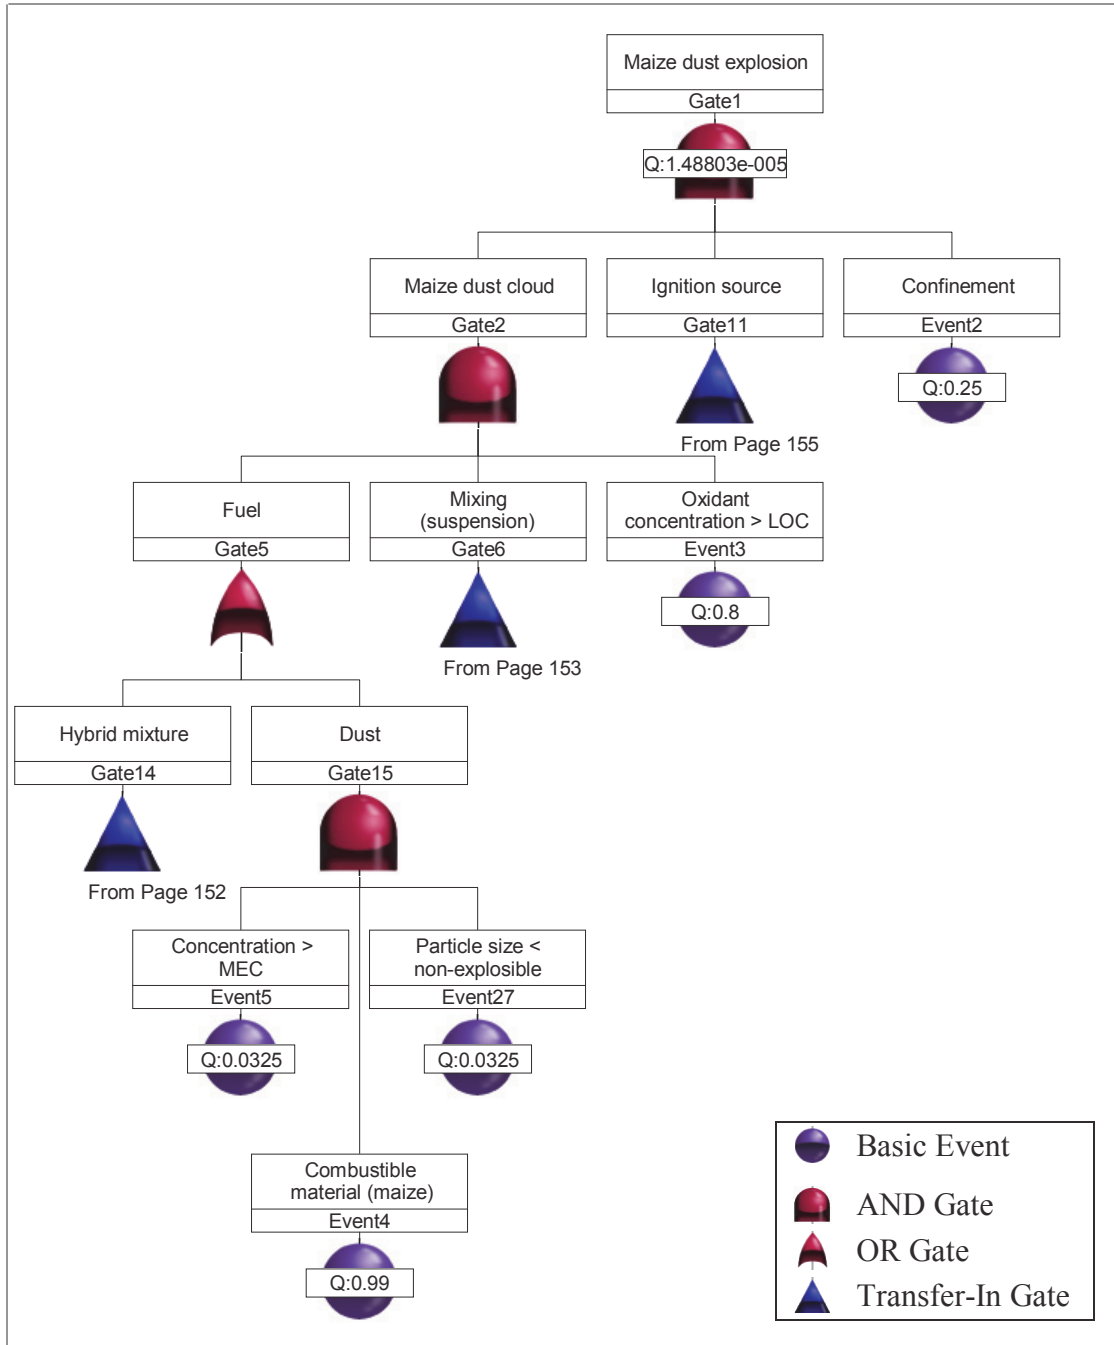 Maize dust explosion
Gate1
Q:1.48803e-005
Maize dust cloud
Gate2
Ignition source
Gate11
From Page 155
Confinement
Event2
Q:0.25
Fuel
Gate5
Mixing
(suspension)
Gate6
From Page 153
Oxidant
concentration > LOC
Event3
Q:0.8
Hybrid mixture
Gate14
From Page 152
Dust
Gate15
Concentration >
MEC
Event5
Q:0.0325
Particle size <
non-explosible
Event27
Q:0.0325
Combustible
material (maize)
Event4
Q:0.99
Basic Event
AND Gate
OR Gate
Transfer-In Gate